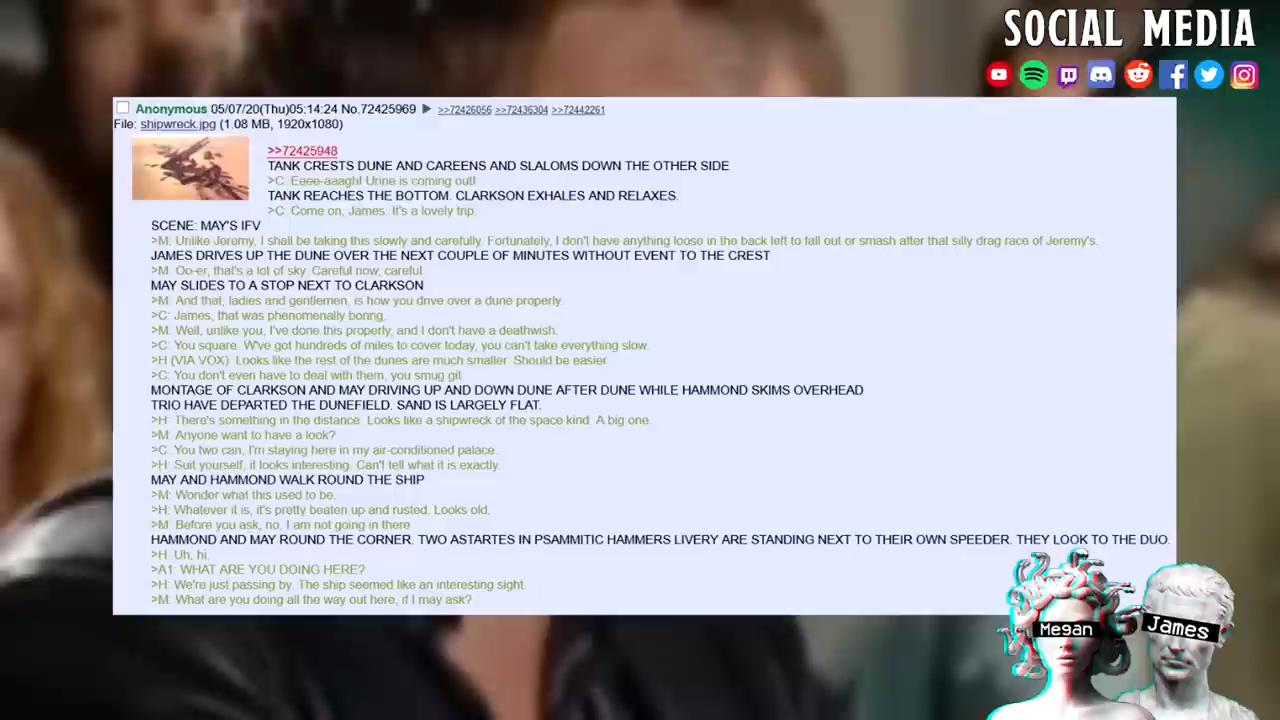 SOCIAL MEDIA
Anonymous 05/07/20(Thu)05:14:24 No.72425969 ▶ >>72426056 >>72436304 >>72442261
File: shipwreck.jpg (1.08 MB, 1920x1080)
>>72425948
TANK CRESTS DUNE AND CAREENS AND SLALOMS DOWN THE OTHER SIDE
>C: Eeee-aaagh! Urine is coming out!
TANK REACHES THE BOTTOM. CLARKSON EXHALES AND RELAXES.
>C: Come on, James. It's a lovely trip.
SCENE: MAY'S IFV
>M: Unlike Jeremy, I shall be taking this slowly and carefully. Fortunately, I don't have anything loose in the back left to fall out or smash after that silly drag race of Jeremy's.
JAMES DRIVES UP THE DUNE OVER THE NEXT COUPLE OF MINUTES WITHOUT EVENT TO THE CREST
>M: Oo-er, that's a lot of sky. Careful now, careful.
MAY SLIDES TO A STOP NEXT TO CLARKSON
>M: And that, ladies and gentlemen, is how you drive over a dune properly.
>C: James, that was phenomenally boring.
>M: Well, unlike you, I've done this properly, and I don't have a deathwish.
>C: You square. W've got hundreds of miles to cover today, you can't take everything slow.
>H (VIA VOX): Looks like the rest of the dunes are much smaller. Should be easier
>C: You don't even have to deal with them, you smug git.
MONTAGE OF CLARKSON AND MAY DRIVING UP AND DOWN DUNE AFTER DUNE WHILE HAMMOND SKIMS OVERHEAD
TRIO HAVE DEPARTED THE DUNEFIELD. SAND IS LARGELY FLAT.
>H: There's something in the distance. Looks like a shipwreck of the space kind. A big one.
>M: Anyone want to have a look?
>C: You two can, I'm staying here in my air-conditioned palace.
>H: Suit yourself, it looks interesting. Can't tell what it is exactly.
MAY AND HAMMOND WALK ROUND THE SHIP
>M: Wonder what this used to be.
>H: Whatever it is, it's pretty beaten up and rusted. Looks old.
>M: Before you ask, no. I am not going in there
HAMMOND AND MAY ROUND THE CORNER. TWO ASTARTES IN PSAMMITIC HAMMERS LIVERY ARE STANDING NEXT TO THEIR OWN SPEEDER. THEY LOOK TO THE DUO.
>H: Uh, hi.
>A1: WHAT ARE YOU DOING HERE?
>H: We're just passing by. The ship seemed like an interesting sight.
>M: What are you doing all the way out here, if I may ask?
Megan
James